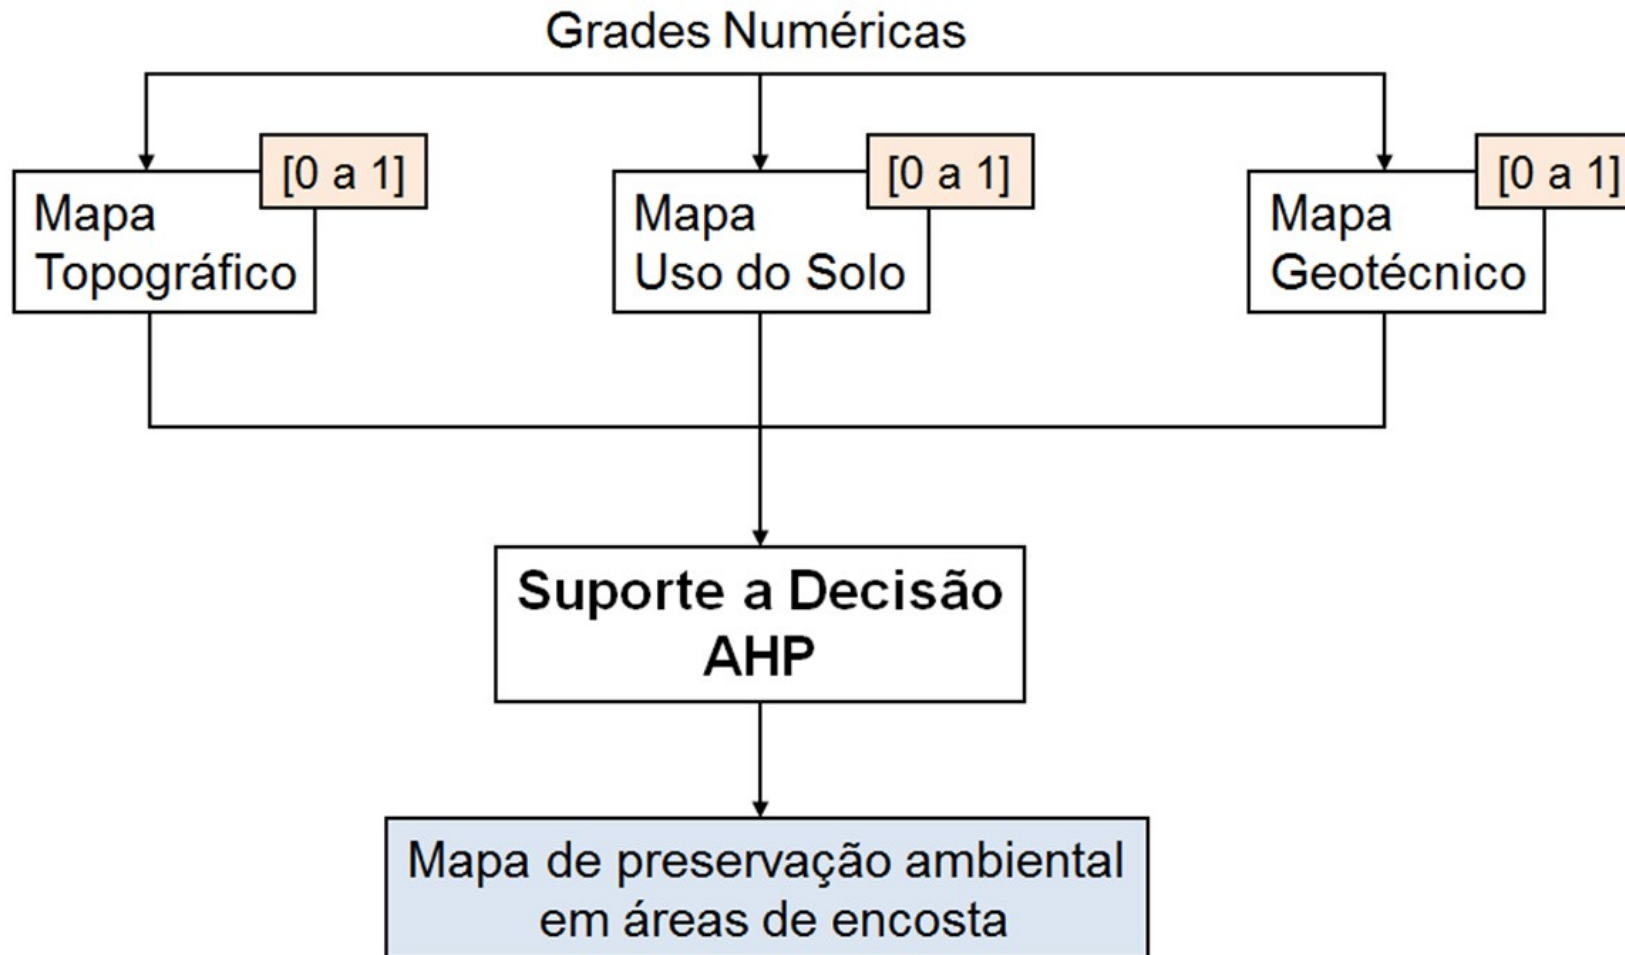 Grades Numéricas
[0 a 1]
Mapa
Topográfico
[0 a 1]
Mapa
Uso do Solo
[0 a 1]
Mapa
Geotécnico
Suporte a Decisão
AHP
Mapa de preservação ambiental
em áreas de encosta